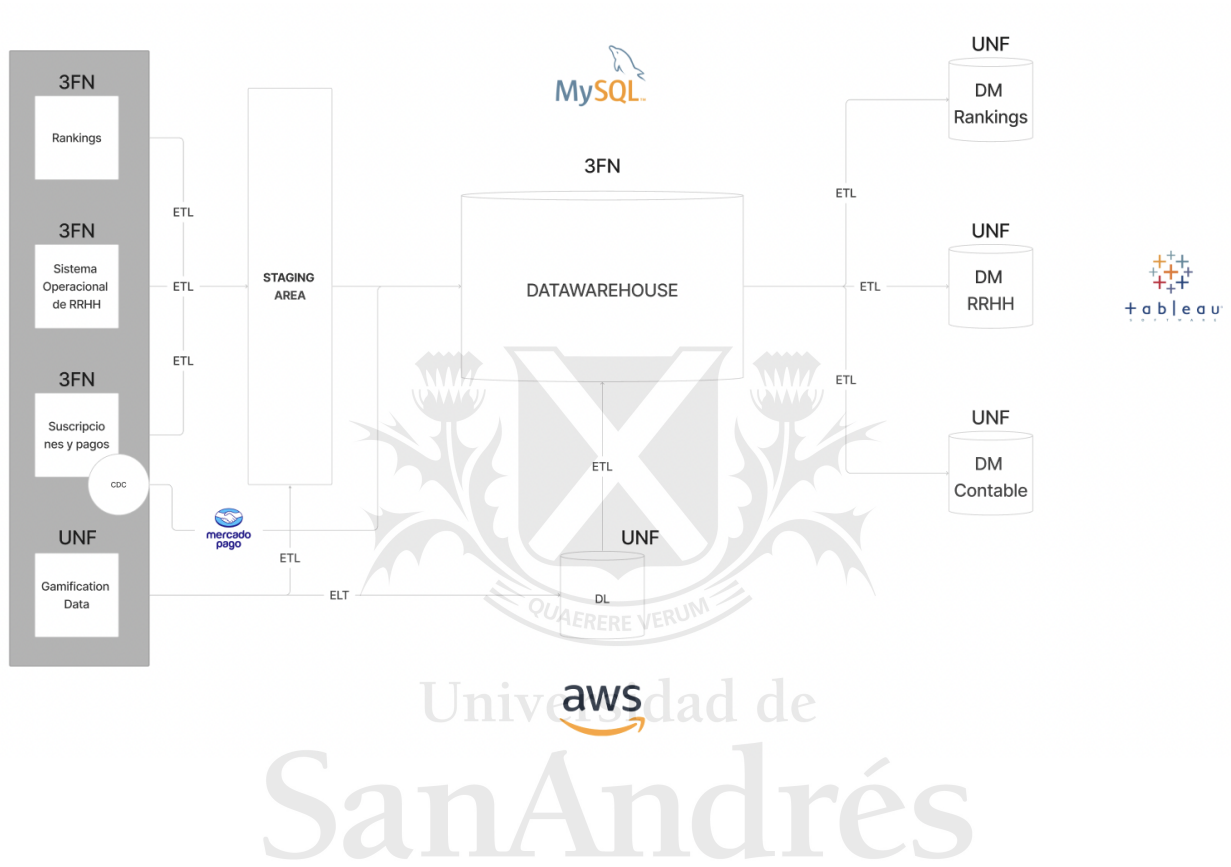 3FN
Rankings
ETL
3FN
Sistema
Operacional
de RRHH
ETL
3FN
Suscripcio
nes y pagos
ETL
CDC
UNF
Gamification
Data
mercado
pago
STAGING
AREA
ETL
ELT
MySQL
3FN
DATAWAREHOUSE
ETL
UNF
DL
aws
ETL
UNF
DM
Rankings
ETL
UNF
DM
RRHH
ETL
UNF
DM
Contable
+ableau
SOFTWARE
QUAERERE VERUM
Universidad de
SanAndrés